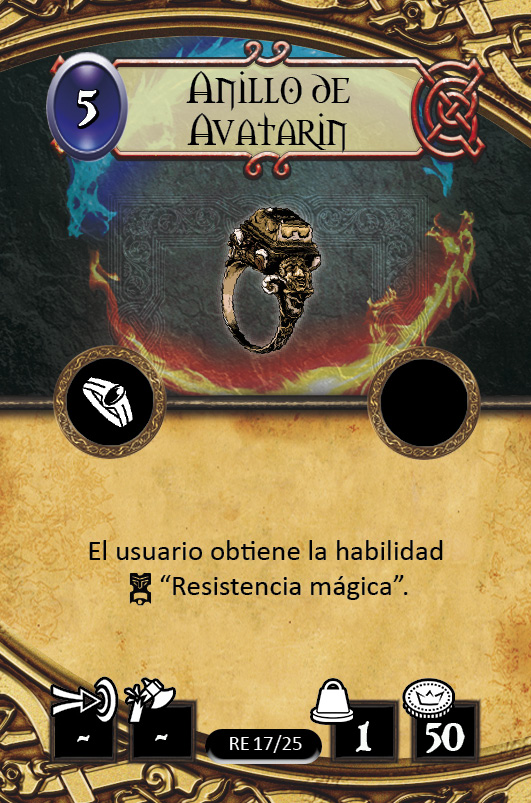 5
Anillo de
Avatarin
El usuario obtiene la habilidad
“Resistencia mágica”.
~
~
RE 17/25
1
50